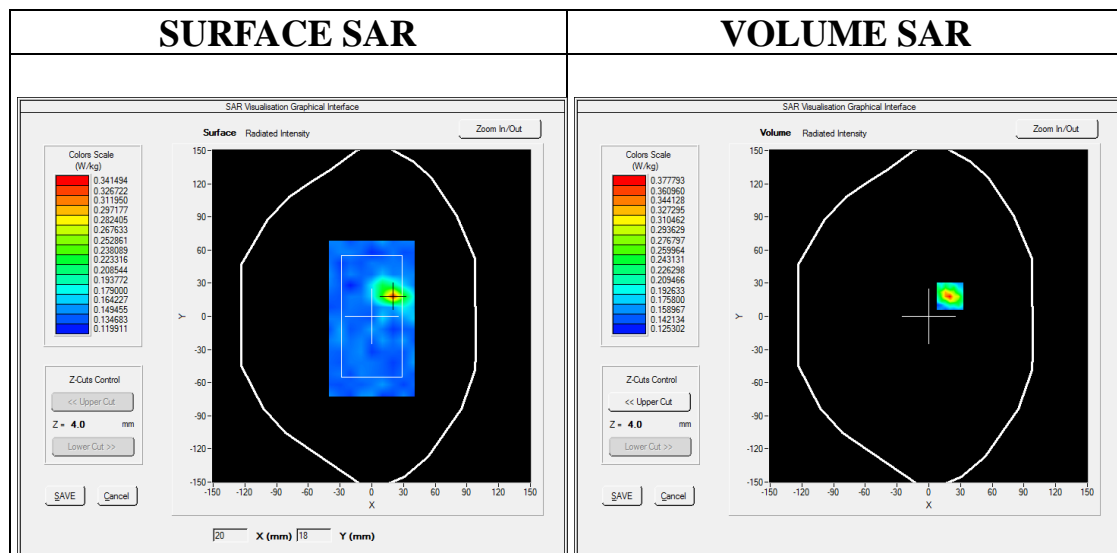 SURFACE SAR
VOLUME SAR
SAR Visualisation Graphical Interface
Surface Radiated Intensity
Zoom In/Out
Colors Scale
(W/kg)
0.341494
0.326722
0.311950
0.297177
0.282405
0.267633
0.252861
0.238089
0.223316
0.208544
0.193772
0.179000
0.164227
0.149455
0.134683
0.119911
150
120
90
60
30
0
-30
-60
-90
-120
-150
Y
-150 -120 -90 -60 -30 0 30 60 90 120 150
X
Z-Cuts Control
<< Upper Cut
Z = 4.0 mm
Lower Cut >>
SAVE Cancel
20 X (mm) 18 Y (mm)
SAR Visualisation Graphical Interface
Volume Radiated Intensity
Zoom In/Out
Colors Scale
(W/kg)
0.377793
0.360960
0.344128
0.327295
0.310462
0.293629
0.276797
0.259964
0.243131
0.226298
0.209466
0.192633
0.175800
0.158967
0.142134
0.125302
150
120
90
60
30
0
-30
-60
-90
-120
-150
Y
-150 -120 -90 -60 -30 0 30 60 90 120 150
X
Z-Cuts Control
<< Upper Cut
Z = 4.0 mm
Lower Cut >>
SAVE Cancel